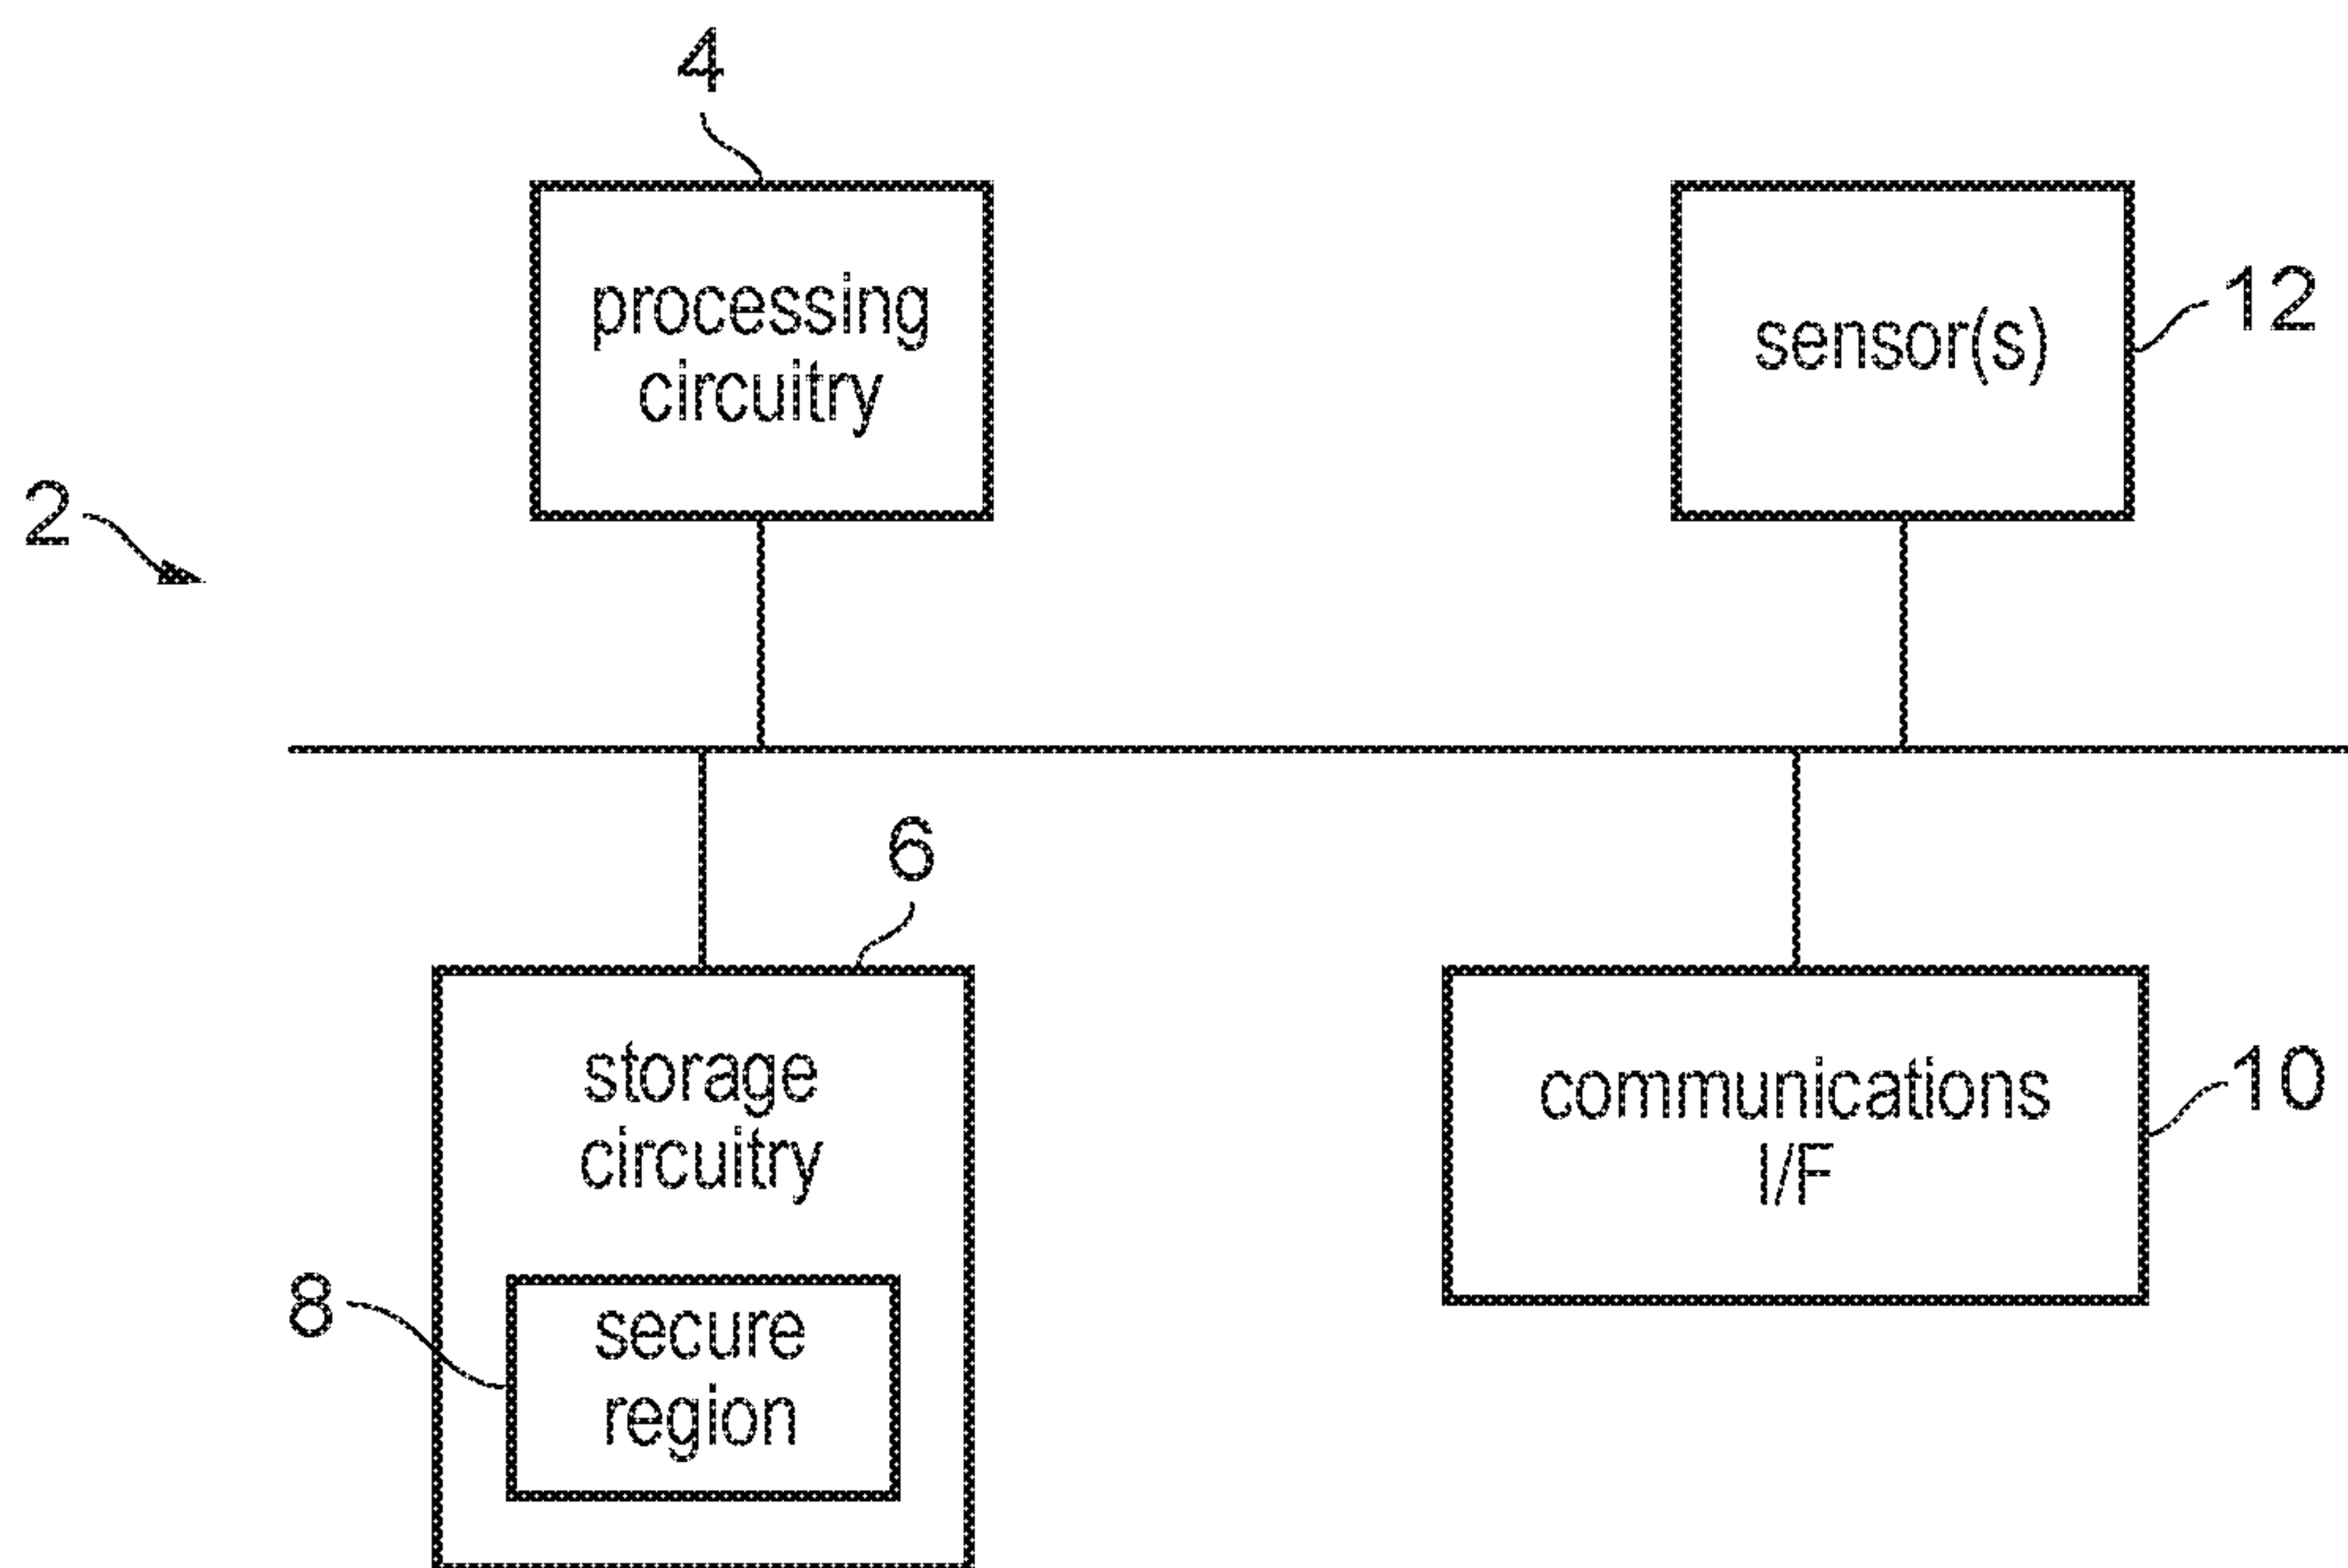 4
processing
circuitry
sensor(s)
12
2
6
storage
circuitry
communications
I/F
10
8
secure
region